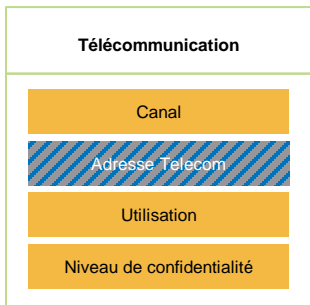 Télécommunication
Canal
Adresse Telecom
Utilisation
Niveau de confidentialité